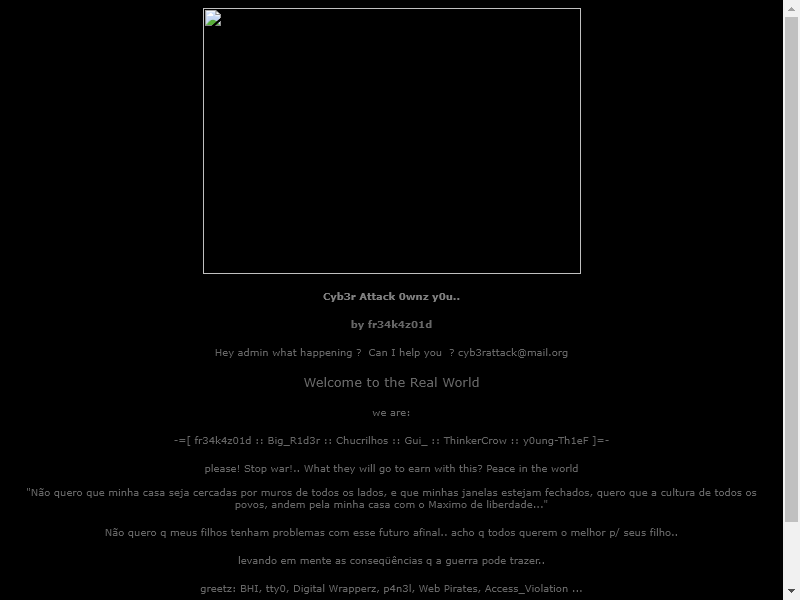 Cyb3r Attack 0wnz y0u..
by fr34k4z01d
Hey admin what happening ?  Can I help you  ? cyb3rattack@mail.org
Welcome to the Real World
we are:
-=[ fr34k4z01d :: Big_R1d3r :: Chucrilhos :: Gui_ :: ThinkerCrow :: y0ung-Th1eF ]=-
please! Stop war!.. What they will go to earn with this? Peace in the world
"Não quero que minha casa seja cercadas por muros de todos os lados, e que minhas janelas estejam fechados, quero que a cultura de todos os
povos, andem pela minha casa com o Maximo de liberdade..."
Não quero q meus filhos tenham problemas com esse futuro afinal.. acho q todos querem o melhor p/ seus filho..
levando em mente as conseqüências q a guerra pode trazer..
greetz: BHI, tty0, Digital Wrapperz, p4n3l, Web Pirates, Access_Violation ...